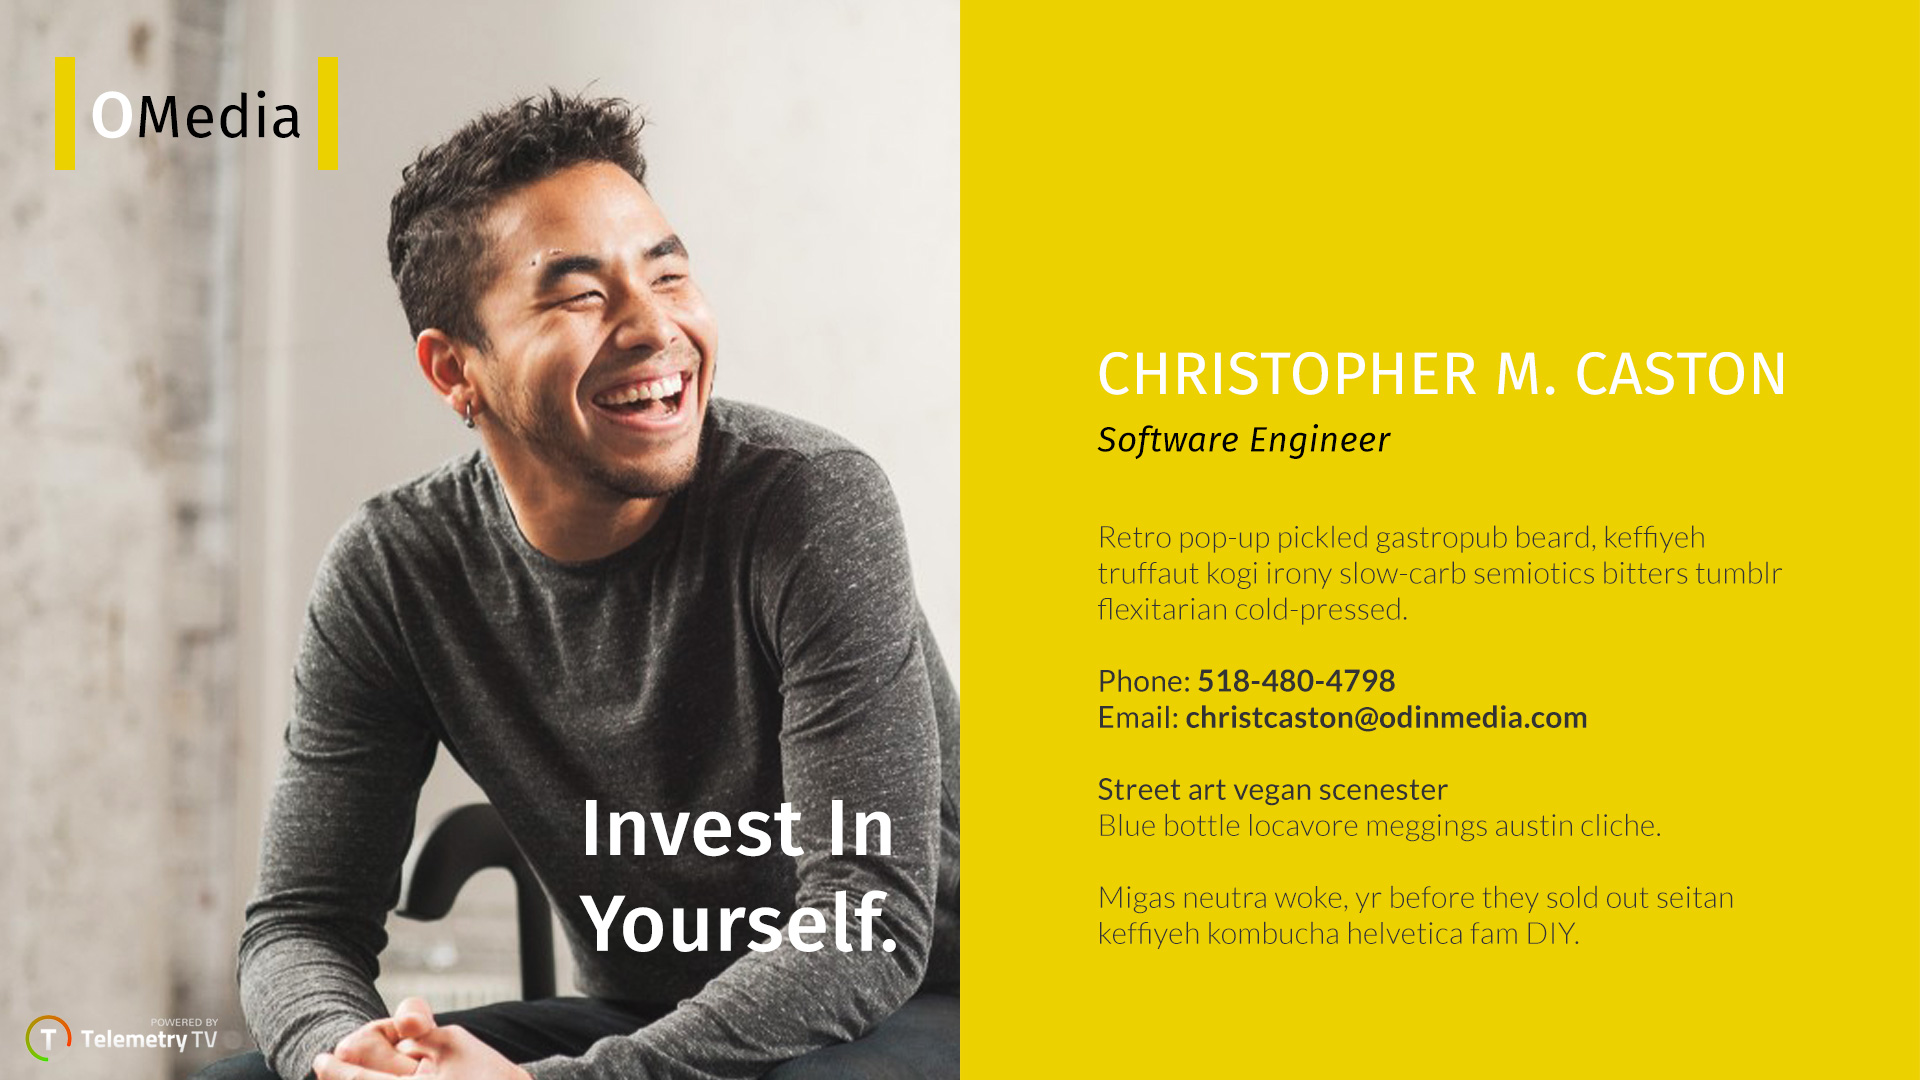 OMedia
Invest In
Yourself.
POWERED BY
T Telemetry TV
CHRISTOPHER M. CASTON
Software Engineer
Retro pop-up pickled gastropub beard, keffiyeh
truffaut kogi irony slow-carb semiotics bitters tumblr
flexitarian cold-pressed.
Phone: 518-480-4798
Email: christcaston@odinmedia.com
Street art vegan scenester
Blue bottle locavore meggings austin cliche.
Migas neutra woke, yr before they sold out seitan
keffiyeh kombucha helvetica fam DIY.